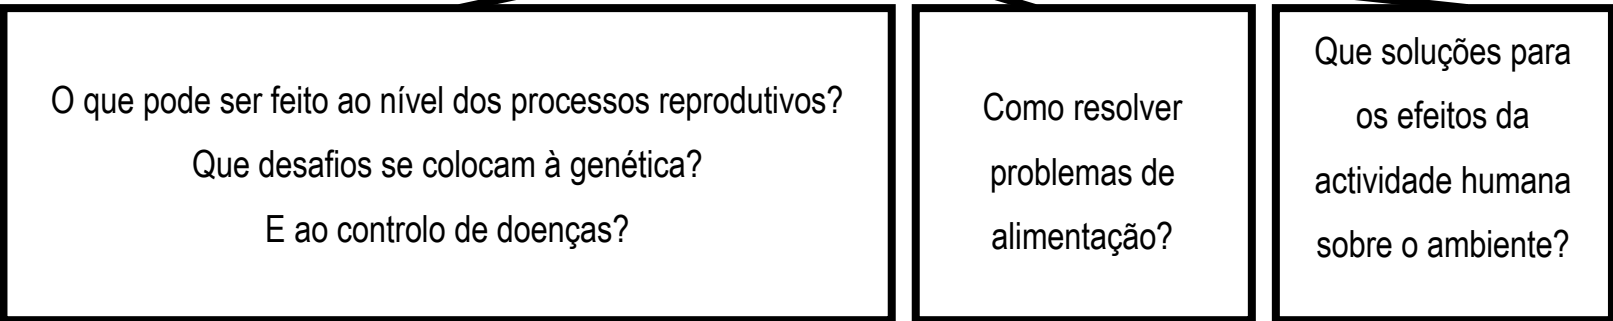 O que pode ser feito ao nível dos processos reprodutivos?
Que desafios se colocam à genética?
E ao controlo de doenças?
Como resolver
problemas de
alimentação?
Que soluções para
os efeitos da
actividade humana
sobre o ambiente?